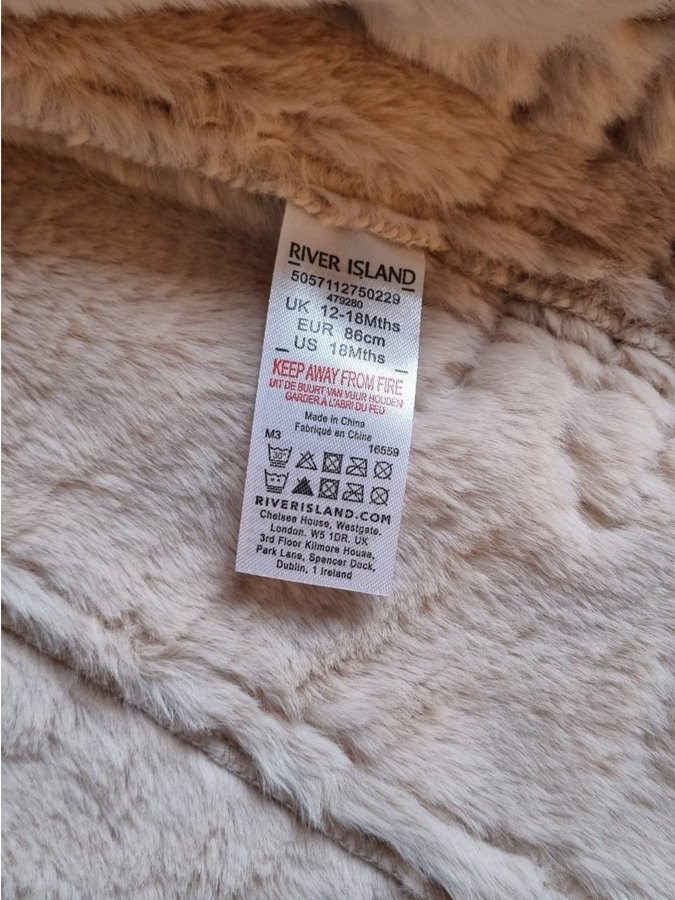 RIVER ISLAND
5057112750229
479280
UK 12-18Mths
EUR 86cm
US 18Mths
KEEP AWAY FROM FIRE
UIT DE BUURT VAN VUUR HOUDEN
GARDER A L'ABRI DU FEU
Made in China
Fabriqué en Chine
M3 16559
30°
RIVERISLAND.COM
Chelsea House, Westgate,
London. W5 1DR. UK
3rd Floor Kilmore House,
Park Lane, Spencer Dock,
Dublin, 1 Ireland